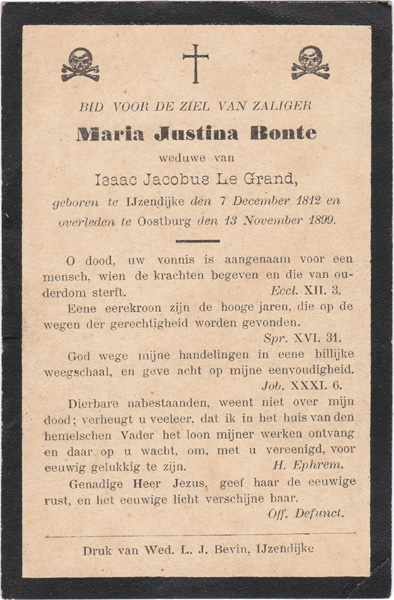 BID VOOR DE ZIEL VAN ZALIGER
Maria Justina Bonte
weduwe van
Isaac Jacobus Le Grand,
geboren te IJzendijke den 7 December 1812 en
overleden te Oostburg den 13 November 1899.
O dood, uw vonnis is aangenaam voor een
mensch, wien de krachten begeven en die van ou-
derdom sterft. Eccl. XII. 3.
Eene eerekroon zijn de hooge jaren, die op de
wegen der gerechtigheid worden gevonden.
Spr. XVI. 31.
God wege mijne handelingen in eene billijke
weegschaal, en geve acht op mijne eenvoudigheid.
Job. XXXI. 6.
Dierbare nabestaanden, weent niet over mijn
dood; verheugt u veeleer, dat ik in het huis van den
hemelschen Vader het loon mijner werken ontvang
en daar op u wacht, om, met u vereenigd, voor
eeuwig gelukkig te zijn. H. Ephrem.
Genadige Heer Jezus, geef haar de eeuwige
rust, en het eeuwige licht verschijne haar.
Off. Defunct.
Druk van Wed. L. J. Bevin, IJzendijke